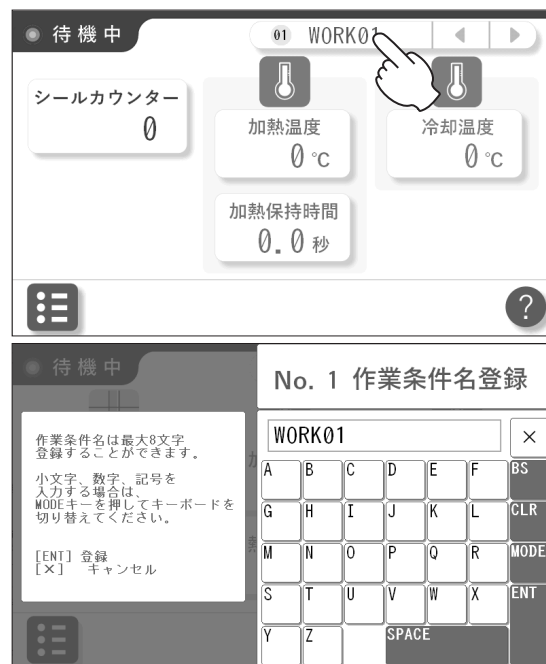 待機中
01 WORK01
シールカウンター
0
加熱温度
0 ℃
冷却温度
0 ℃
加熱保持時間
0.0 秒
?
待機中
No. 1 作業条件名登録
作業条件名は最大8文字
登録することができます。
小文字、数字、記号を
入力する場合は、
MODEキーを押してキーボードを
切り替えてください。
[ENT] 登録
[×] キャンセル
WORK01 ×
A B C D E F BS
G H I J K L CLR
M N O P Q R MODE
S T U V W X ENT
Y Z SPACE